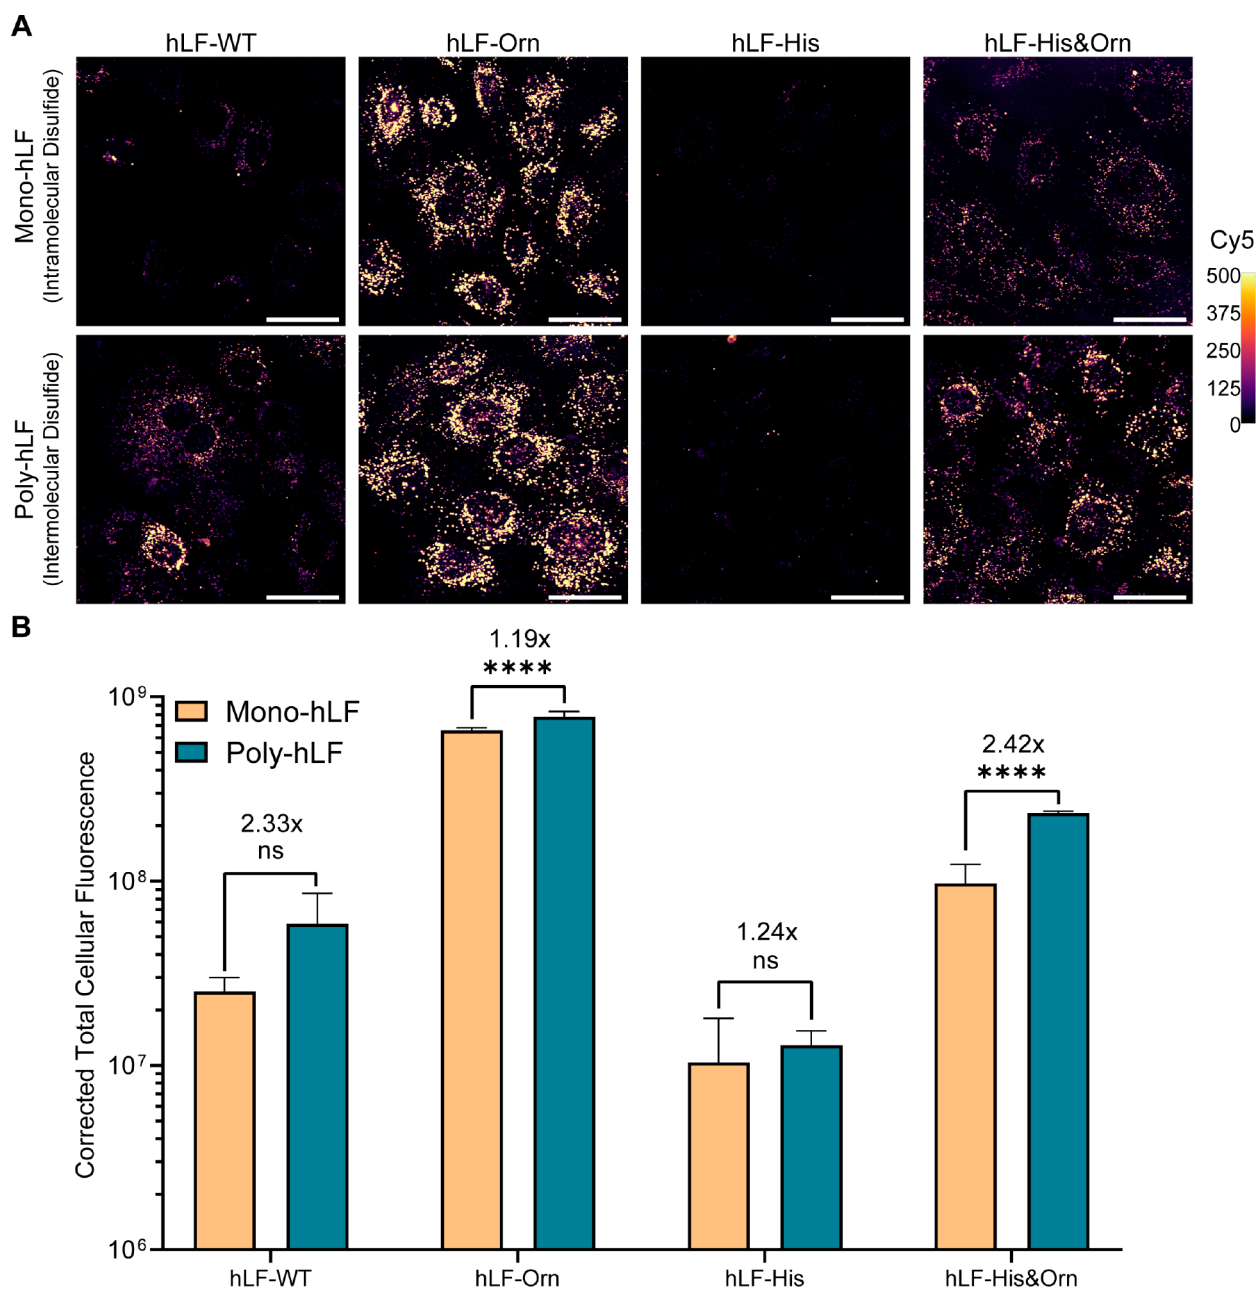 A
hLF-WT
hLF-Orn
hLF-His
hLF-His&Orn
Mono-hLF
(Intramolecular Disulfide)
Poly-hLF
(Intermolecular Disulfide)
Cy5
500
375
250
125
0
B
Corrected Total Cellular Fluorescence
10⁹
10⁸
10⁷
10⁶
Mono-hLF
Poly-hLF
2.33x
ns
1.19x
****
1.24x
ns
2.42x
****
hLF-WT
hLF-Orn
hLF-His
hLF-His&Orn